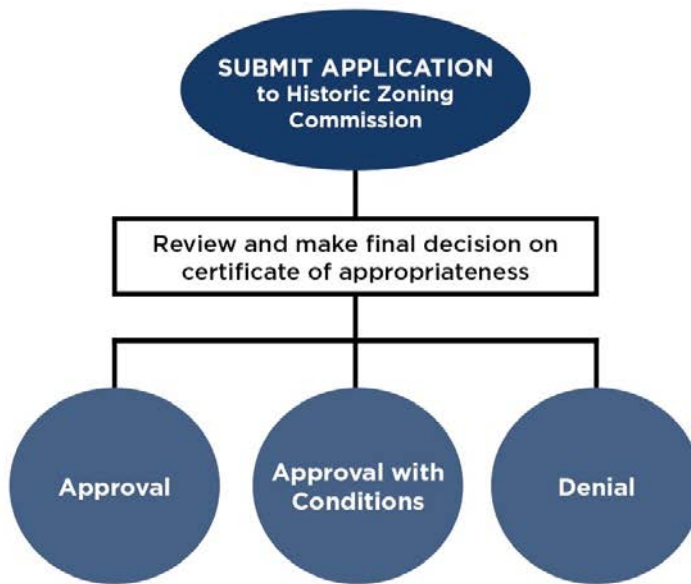 SUBMIT APPLICATION
to Historic Zoning
Commission
Review and make final decision on
certificate of appropriateness
Approval
Approval with
Conditions
Denial